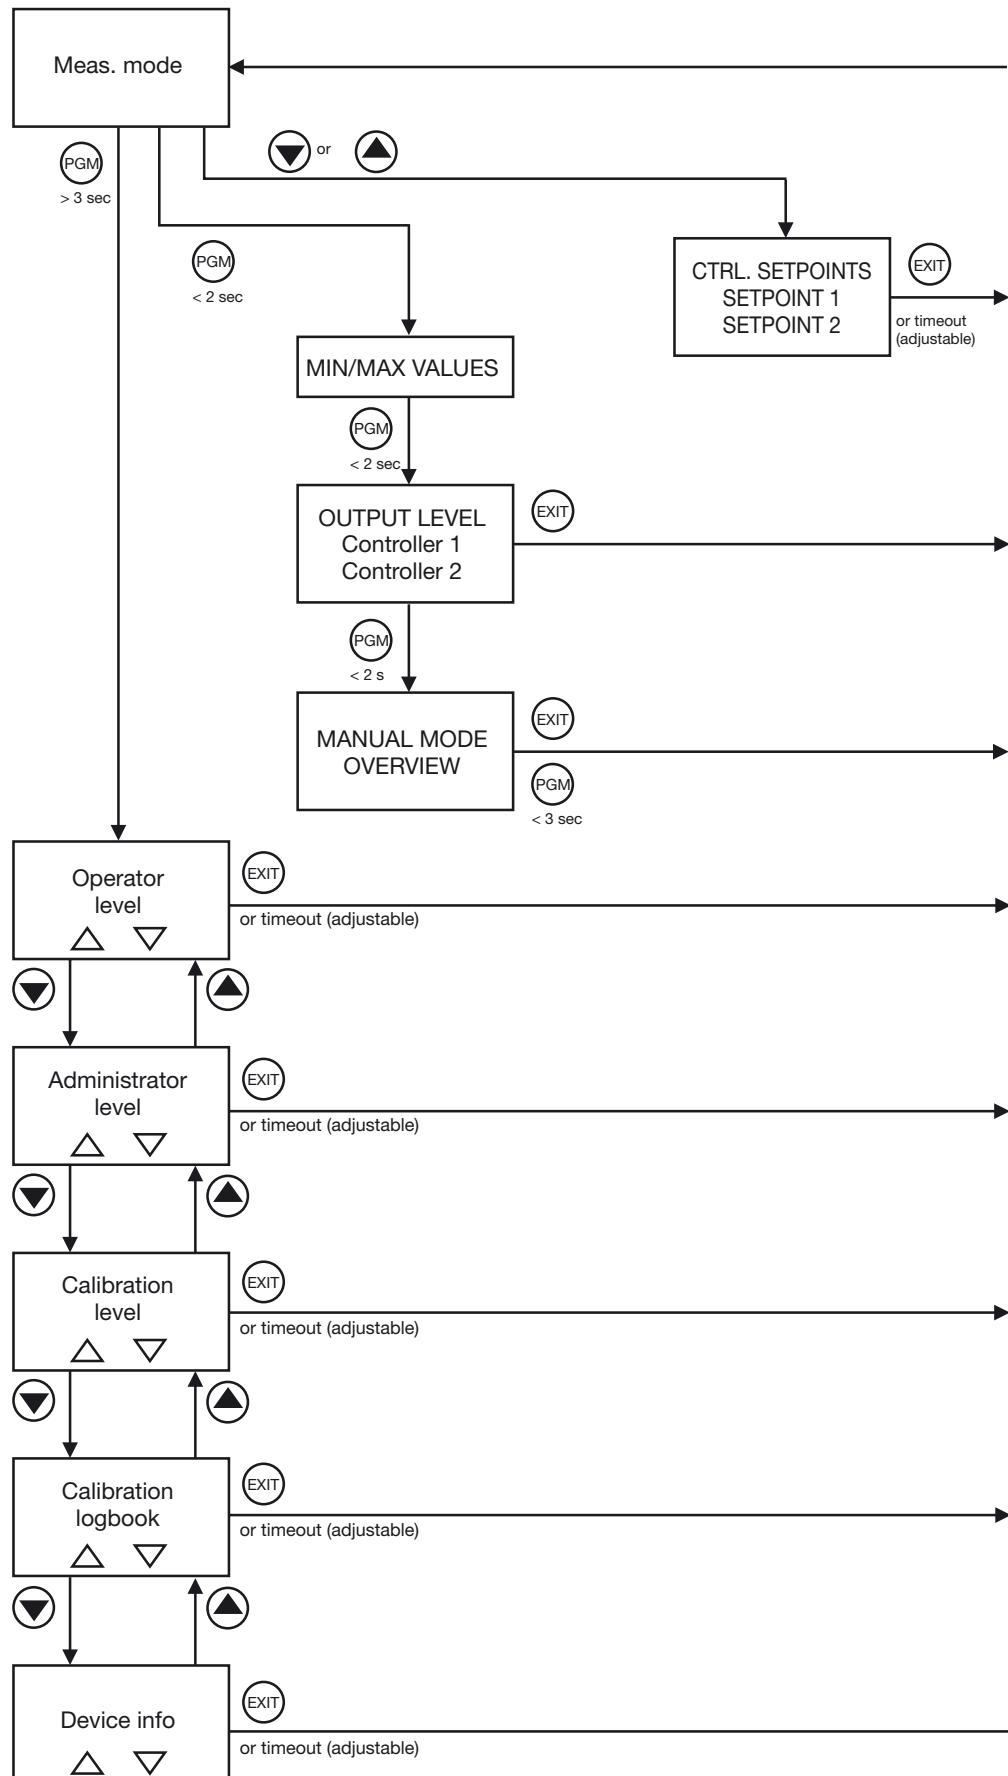 Meas. mode
PGM
> 3 sec
or
PGM
< 2 sec
CTRL. SETPOINTS
SETPOINT 1
SETPOINT 2
EXIT
or timeout
(adjustable)
MIN/MAX VALUES
PGM
< 2 sec
OUTPUT LEVEL
Controller 1
Controller 2
EXIT
PGM
< 2 s
MANUAL MODE
OVERVIEW
EXIT
PGM
< 3 sec
Operator
level
EXIT
or timeout (adjustable)
Administrator
level
EXIT
or timeout (adjustable)
Calibration
level
EXIT
or timeout (adjustable)
Calibration
logbook
EXIT
or timeout (adjustable)
Device info
EXIT
or timeout (adjustable)